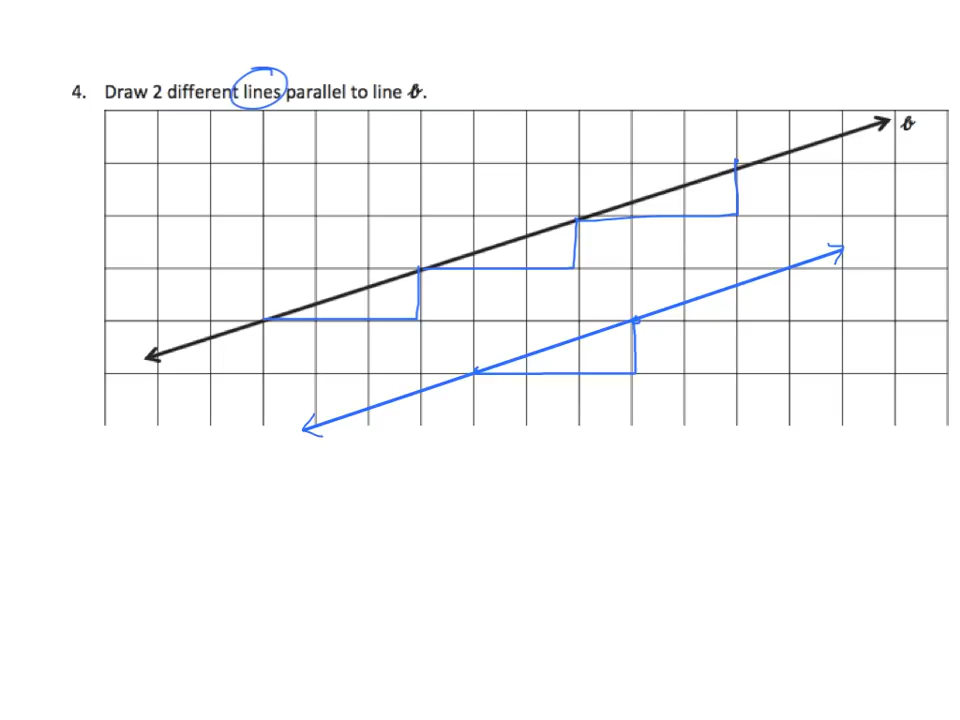 4. Draw 2 different lines parallel to line 𝒷.
𝒷